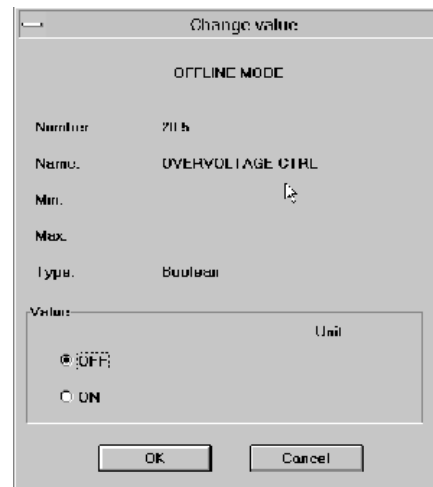 Change value
OFFLINE MODE
Number 20.5
Name. OVERVOLTAGE CTRL
Min.
Max.
Type. Boolean
Value
Unit
OFF
ON
OK Cancel